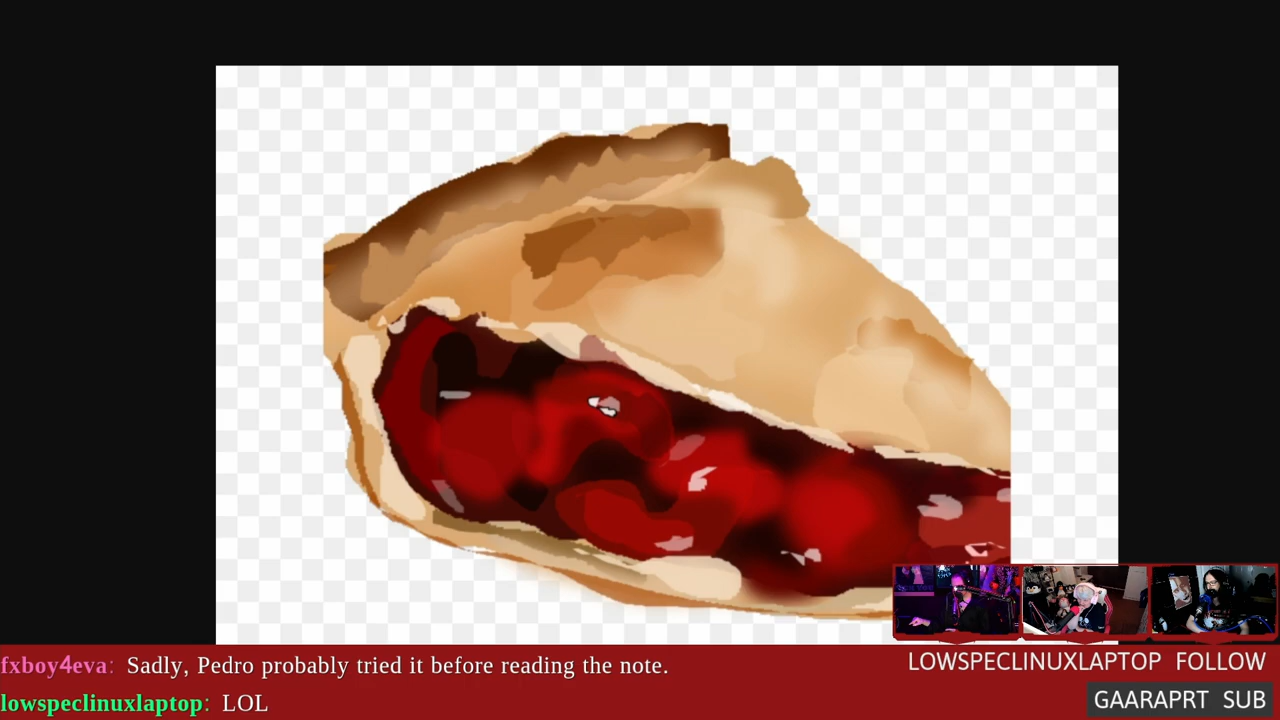 fxboy4eva: Sadly, Pedro probably tried it before reading the note.
LOWSPECLINUXLAPTOP FOLLOW
lowspeclinuxlaptop: LOL
GAARAPRT SUB